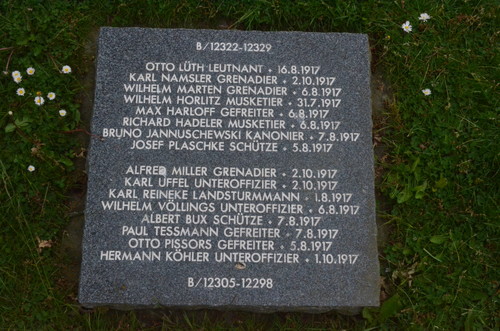 B/12322-12329
OTTO LÜTH LEUTNANT + 16.8.1917
KARL NAMSLER GRENADIER + 2.10.1917
WILHELM MARTEN GRENADIER + 6.8.1917
WILHELM HORLITZ MUSKETIER + 31.7.1917
MAX HARLOFF GEFREITER + 6.8.1917
RICHARD HADELER MUSKETIER + 6.8.1917
BRUNO JANNUSCHEWSKI KANONIER + 7.8.1917
JOSEF PLASCHKE SCHÜTZE + 5.8.1917
ALFRED MILLER GRENADIER + 2.10.1917
KARL UFFEL UNTEROFFIZIER + 2.10.1917
KARL REINEKE LANDSTURMMANN + 1.8.1917
WILHELM VÖLLINGS UNTEROFFIZIER + 6.8.1917
ALBERT BUX SCHÜTZE + 7.8.1917
PAUL TESSMANN GEFREITER + 7.8.1917
OTTO PISSORS GEFREITER + 5.8.1917
HERMANN KÖHLER UNTEROFFIZIER + 1.10.1917
B/12305-12298